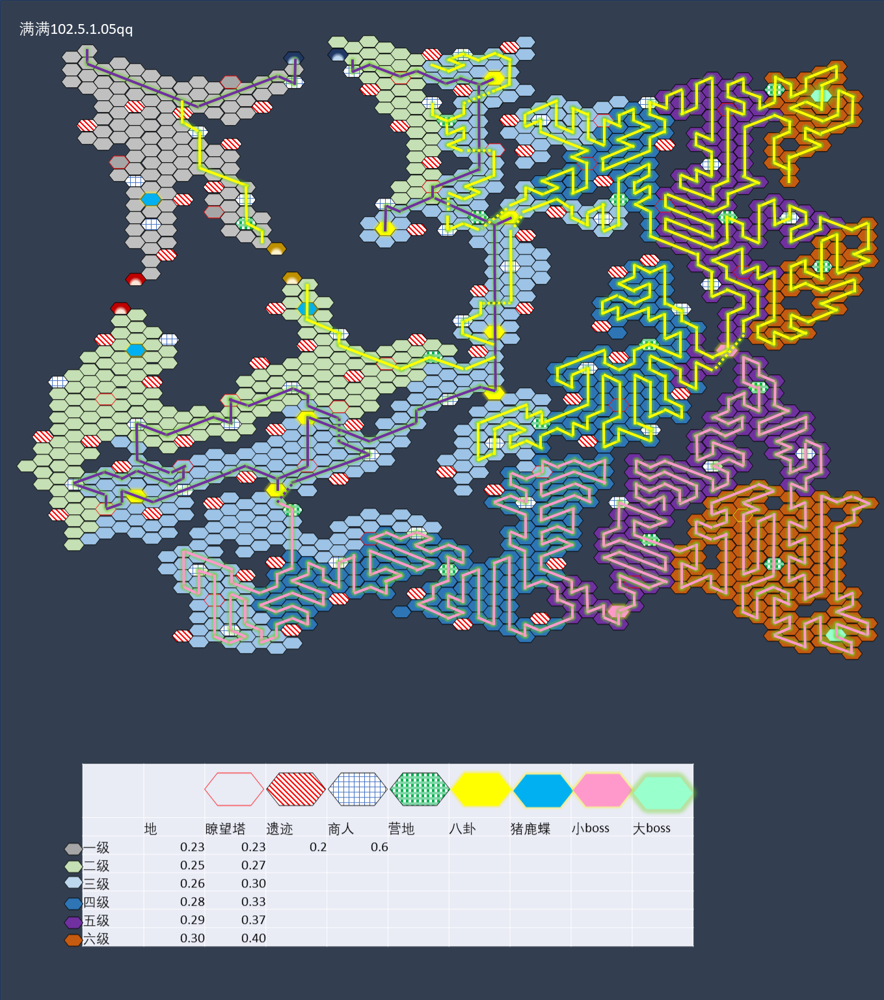 满满102.5.1.05qq
地 瞭望塔 遗迹 商人 营地 八卦 猪鹿蝶 小boss 大boss
一级 0.23 0.23 0.2 0.6
二级 0.25 0.27
三级 0.26 0.30
四级 0.28 0.33
五级 0.29 0.37
六级 0.30 0.40